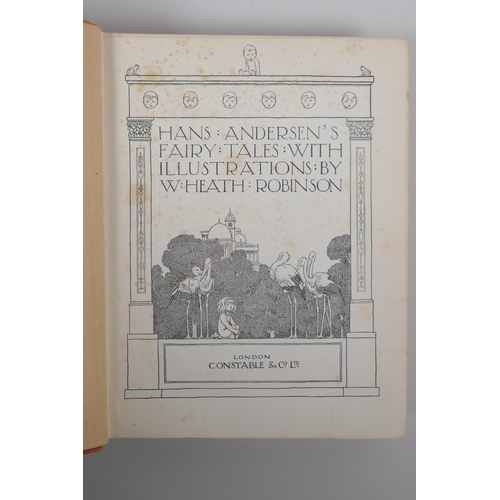 HANS : ANDERSEN'S
FAIRY : TALES : WITH
ILLUSTRATIONS : BY
W : HEATH : ROBINSON
LONDON
CONSTABLE & Co LTD